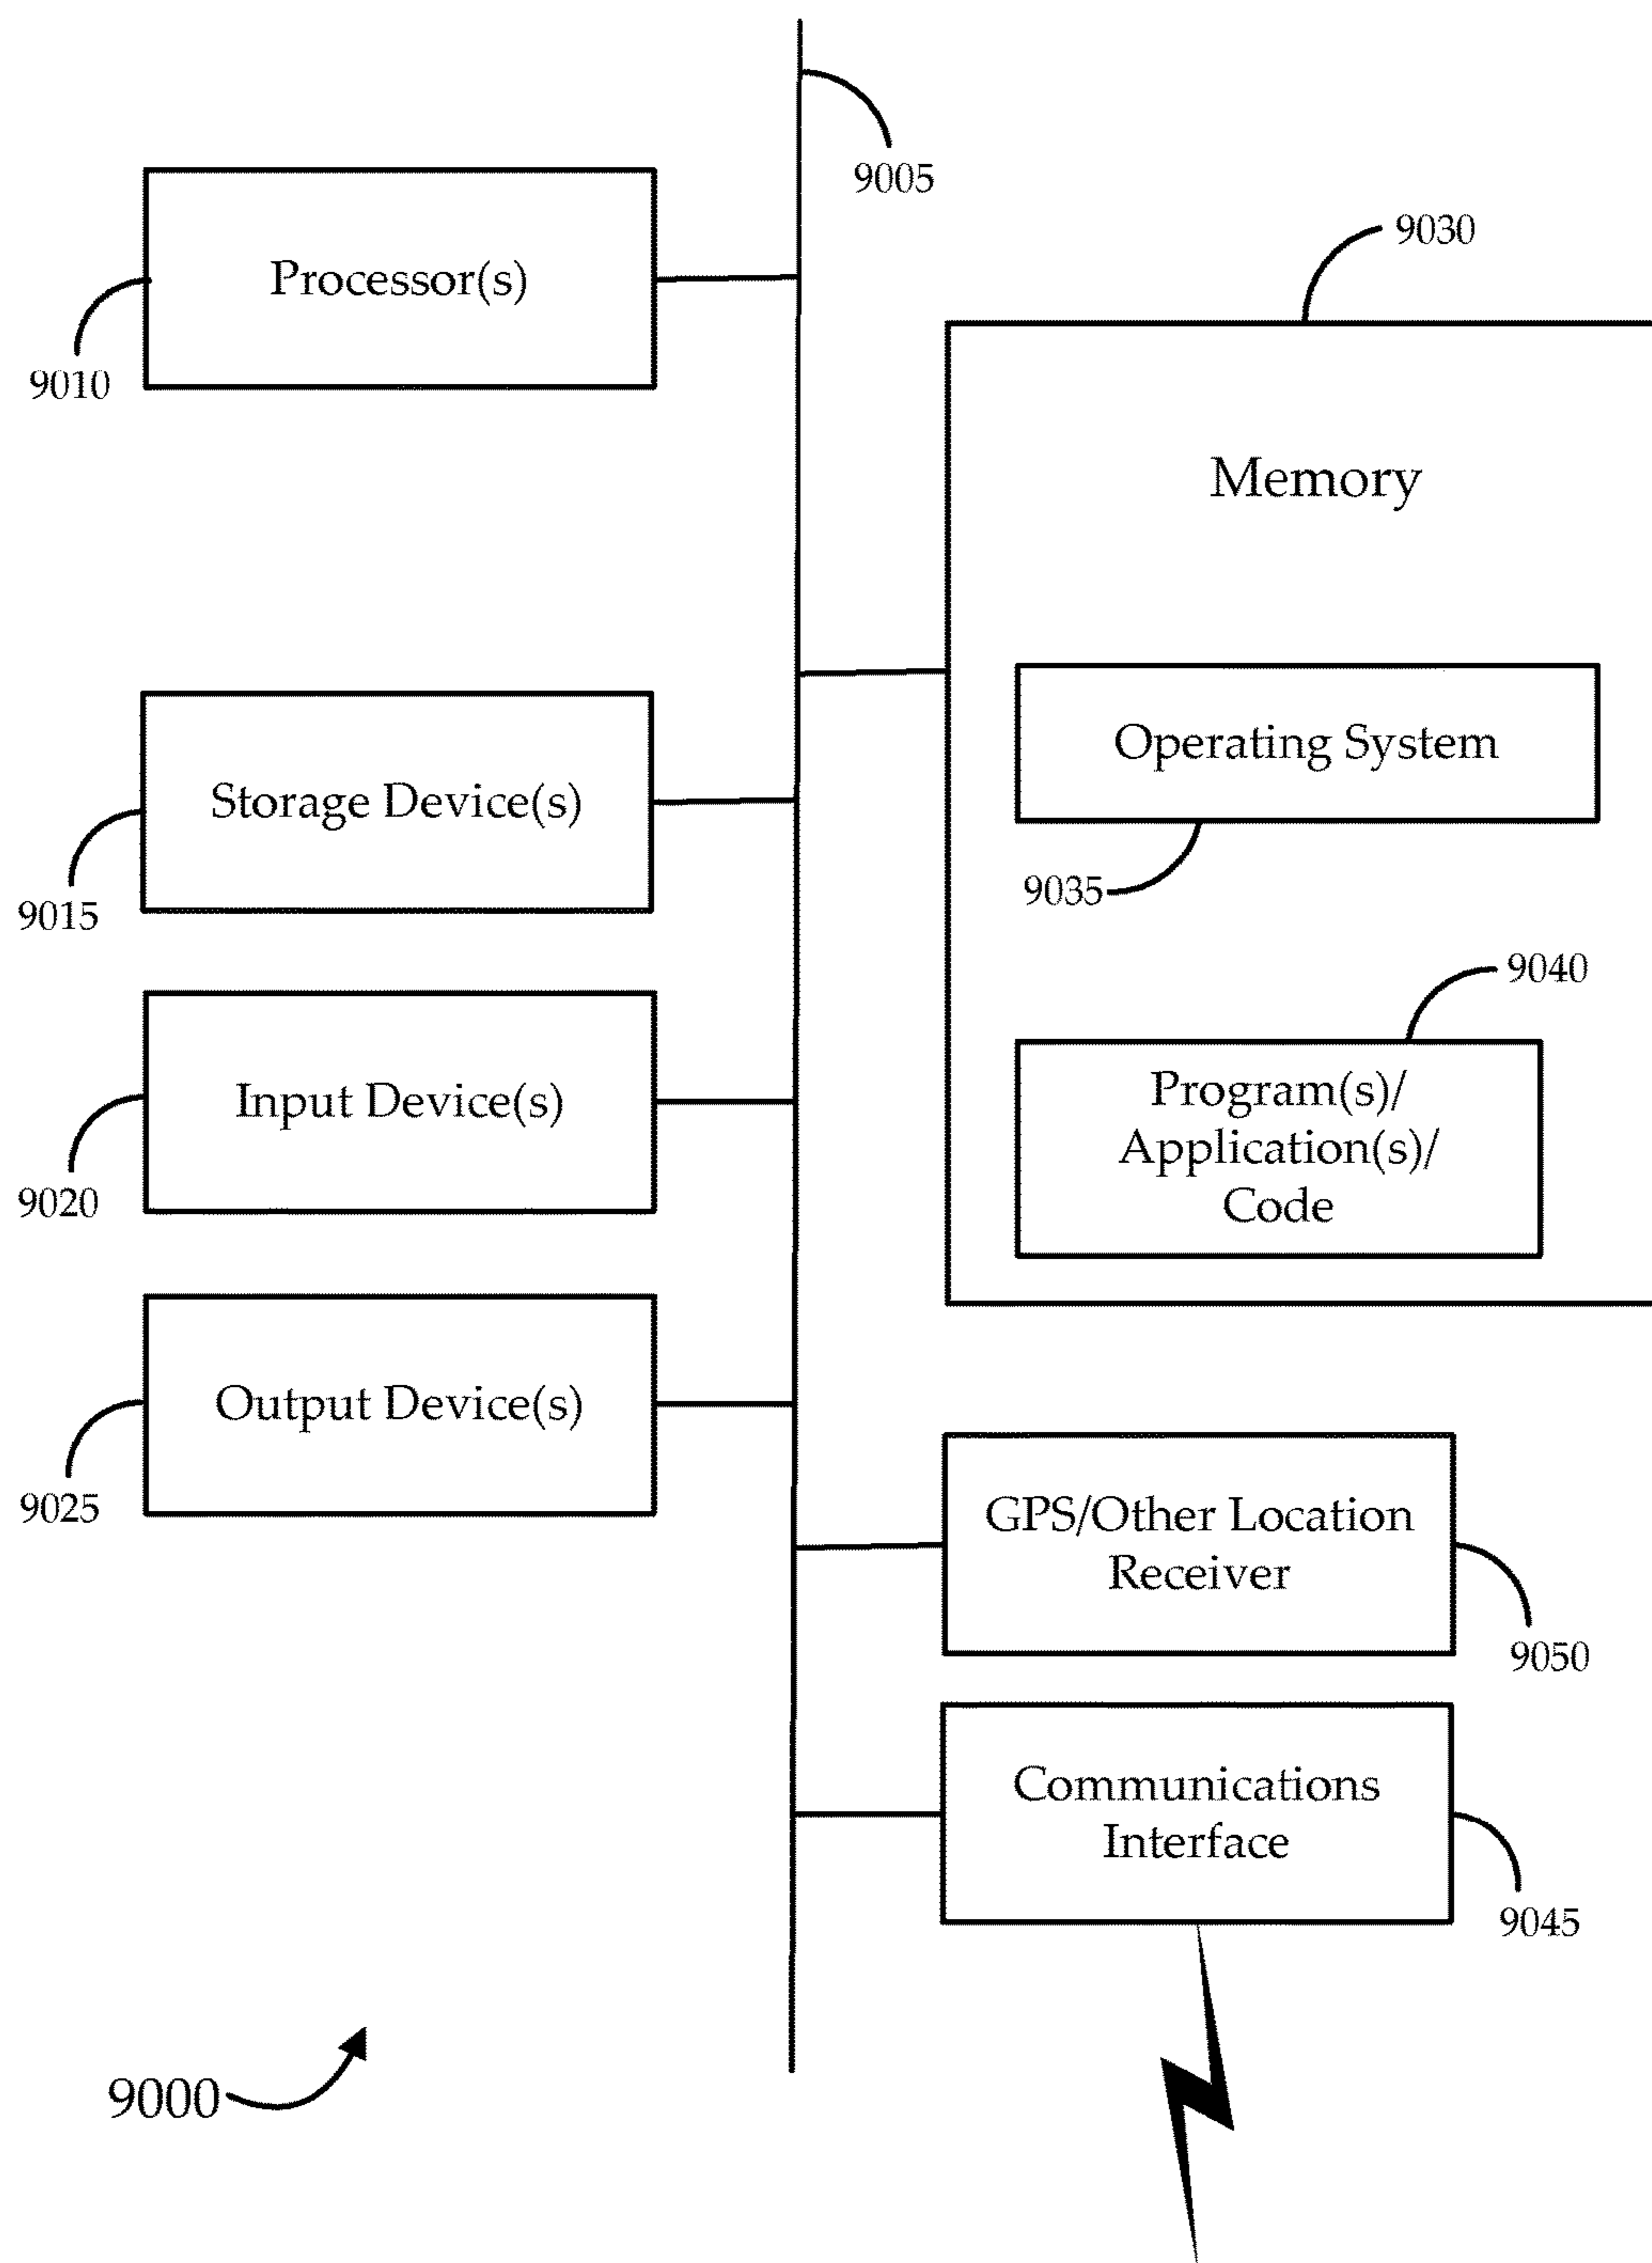 9005
9030
Processor(s)
9010
Memory
Operating System
Storage Device(s)
9035
9015
9040
Program(s)/
Application(s)/
Code
Input Device(s)
9020
Output Device(s)
9025
GPS/Other Location
Receiver
9050
Communications
Interface
9045
9000